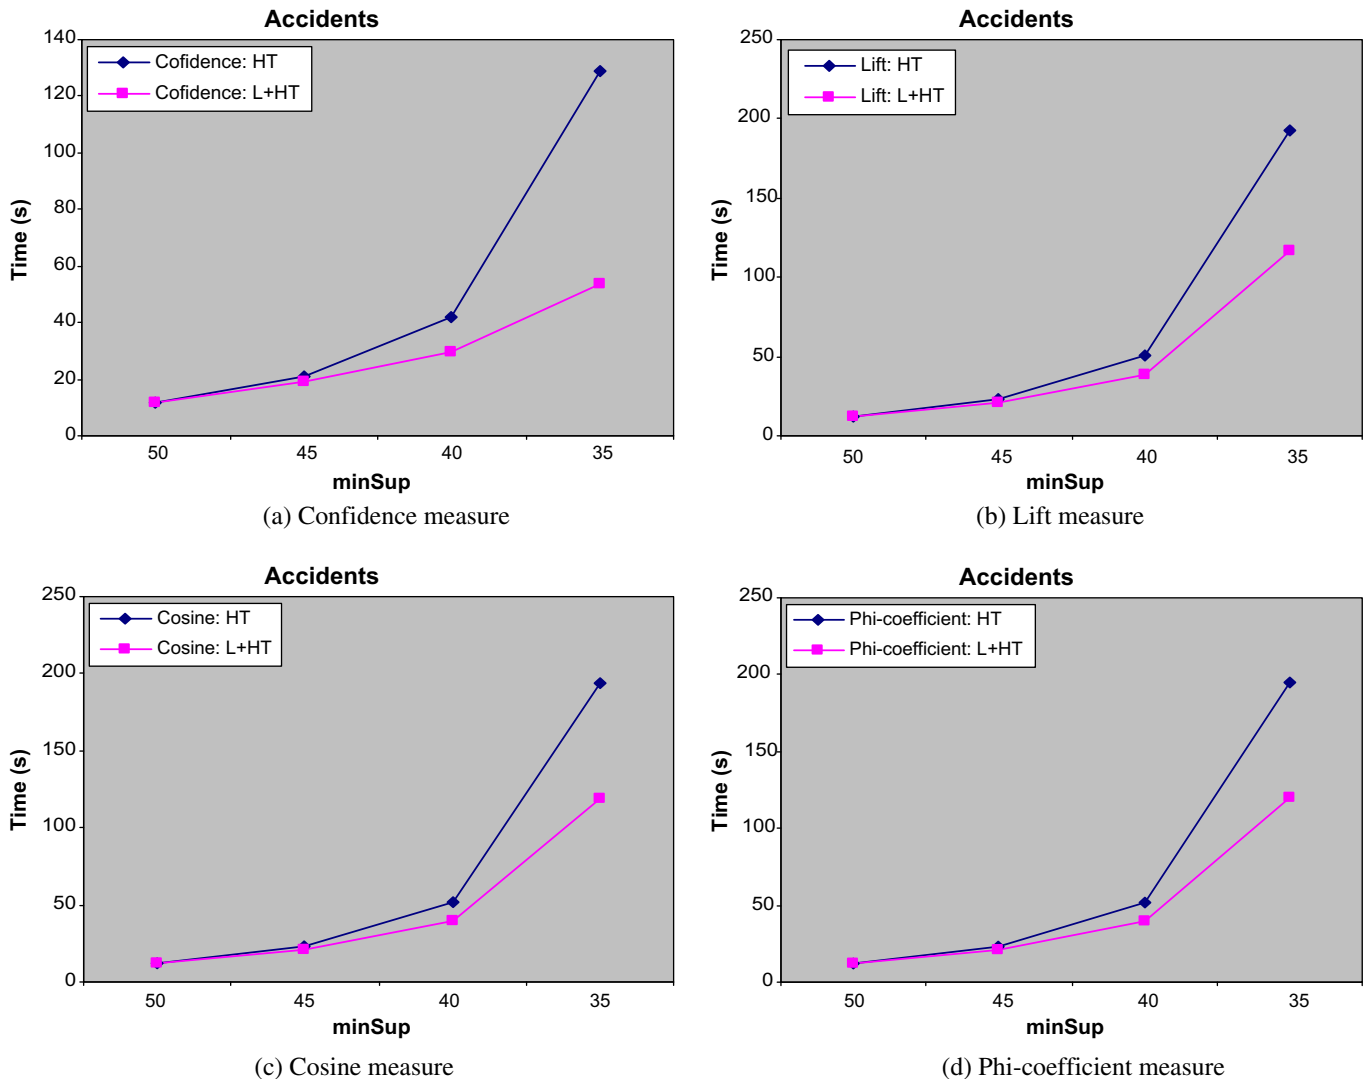 Accidents
140
120
100
80
60
40
20
0
Time (s)
Cofidence: HT
Cofidence: L+HT
50 45 40 35
minSup
(a) Confidence measure
Accidents
250
200
150
100
50
0
Time (s)
Lift: HT
Lift: L+HT
50 45 40 35
minSup
(b) Lift measure
Accidents
250
200
150
100
50
0
Time (s)
Cosine: HT
Cosine: L+HT
50 45 40 35
minSup
(c) Cosine measure
Accidents
250
200
150
100
50
0
Time (s)
Phi-coefficient: HT
Phi-coefficient: L+HT
50 45 40 35
minSup
(d) Phi-coefficient measure